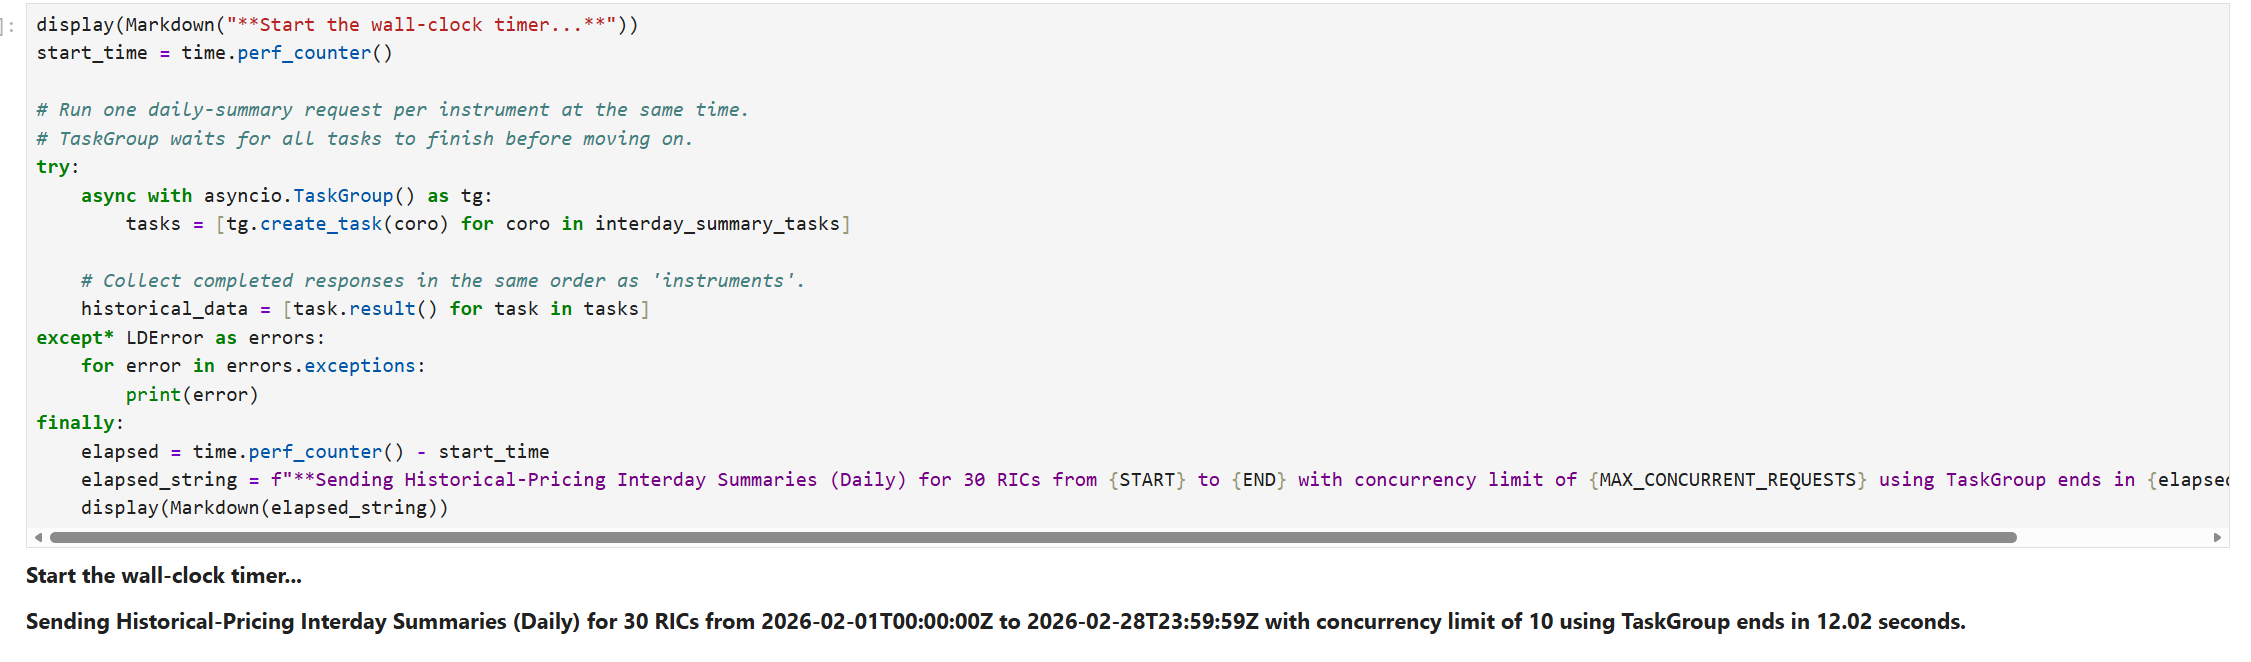 ]:
display(Markdown("**Start the wall-clock timer...**"))
start_time = time.perf_counter()
# Run one daily-summary request per instrument at the same time.
# TaskGroup waits for all tasks to finish before moving on.
try:
    async with asyncio.TaskGroup() as tg:
        tasks = [tg.create_task(coro) for coro in interday_summary_tasks]
    # Collect completed responses in the same order as 'instruments'.
    historical_data = [task.result() for task in tasks]
except* LDError as errors:
    for error in errors.exceptions:
        print(error)
finally:
    elapsed = time.perf_counter() - start_time
    elapsed_string = f"**Sending Historical-Pricing Interday Summaries (Daily) for 30 RICs from {START} to {END} with concurrency limit of {MAX_CONCURRENT_REQUESTS} using TaskGroup ends in {elapsed
    display(Markdown(elapsed_string))
Start the wall-clock timer...
Sending Historical-Pricing Interday Summaries (Daily) for 30 RICs from 2026-02-01T00:00:00Z to 2026-02-28T23:59:59Z with concurrency limit of 10 using TaskGroup ends in 12.02 seconds.